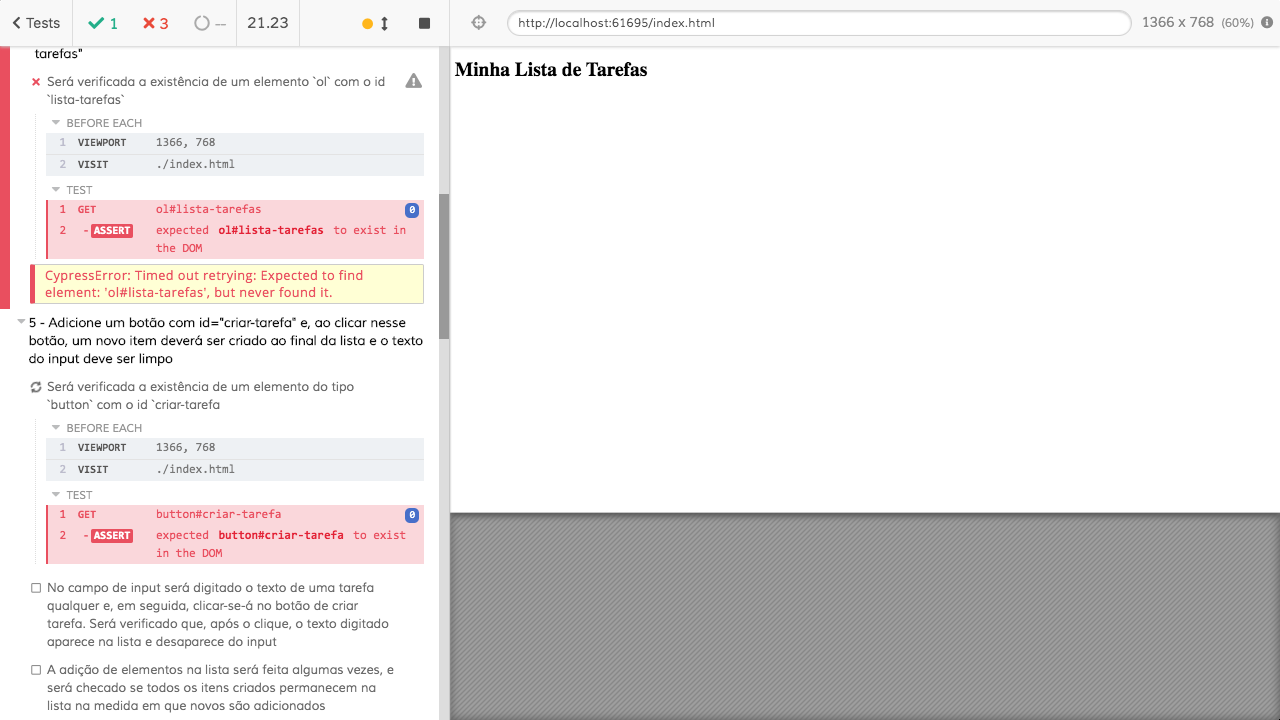 Tests 1 3 -- 21.23 http://localhost:61695/index.html 1366 x 768 (60%)
tarefas"
Será verificada a existência de um elemento `ol` com o id
`lista-tarefas`
BEFORE EACH
1 VIEWPORT 1366, 768
2 VISIT ./index.html
TEST
1 GET ol#lista-tarefas 0
2 -ASSERT expected ol#lista-tarefas to exist in
the DOM
CypressError: Timed out retrying: Expected to find
element: 'ol#lista-tarefas', but never found it.
5 - Adicione um botão com id="criar-tarefa" e, ao clicar nesse
botão, um novo item deverá ser criado ao final da lista e o texto
do input deve ser limpo
Será verificada a existência de um elemento do tipo
`button` com o id `criar-tarefa
BEFORE EACH
1 VIEWPORT 1366, 768
2 VISIT ./index.html
TEST
1 GET button#criar-tarefa 0
2 -ASSERT expected button#criar-tarefa to exist
in the DOM
No campo de input será digitado o texto de uma tarefa
qualquer e, em seguida, clicar-se-á no botão de criar
tarefa. Será verificado que, após o clique, o texto digitado
aparece na lista e desaparece do input
A adição de elementos na lista será feita algumas vezes, e
será checado se todos os itens criados permanecem na
lista na medida em que novos são adicionados
Minha Lista de Tarefas